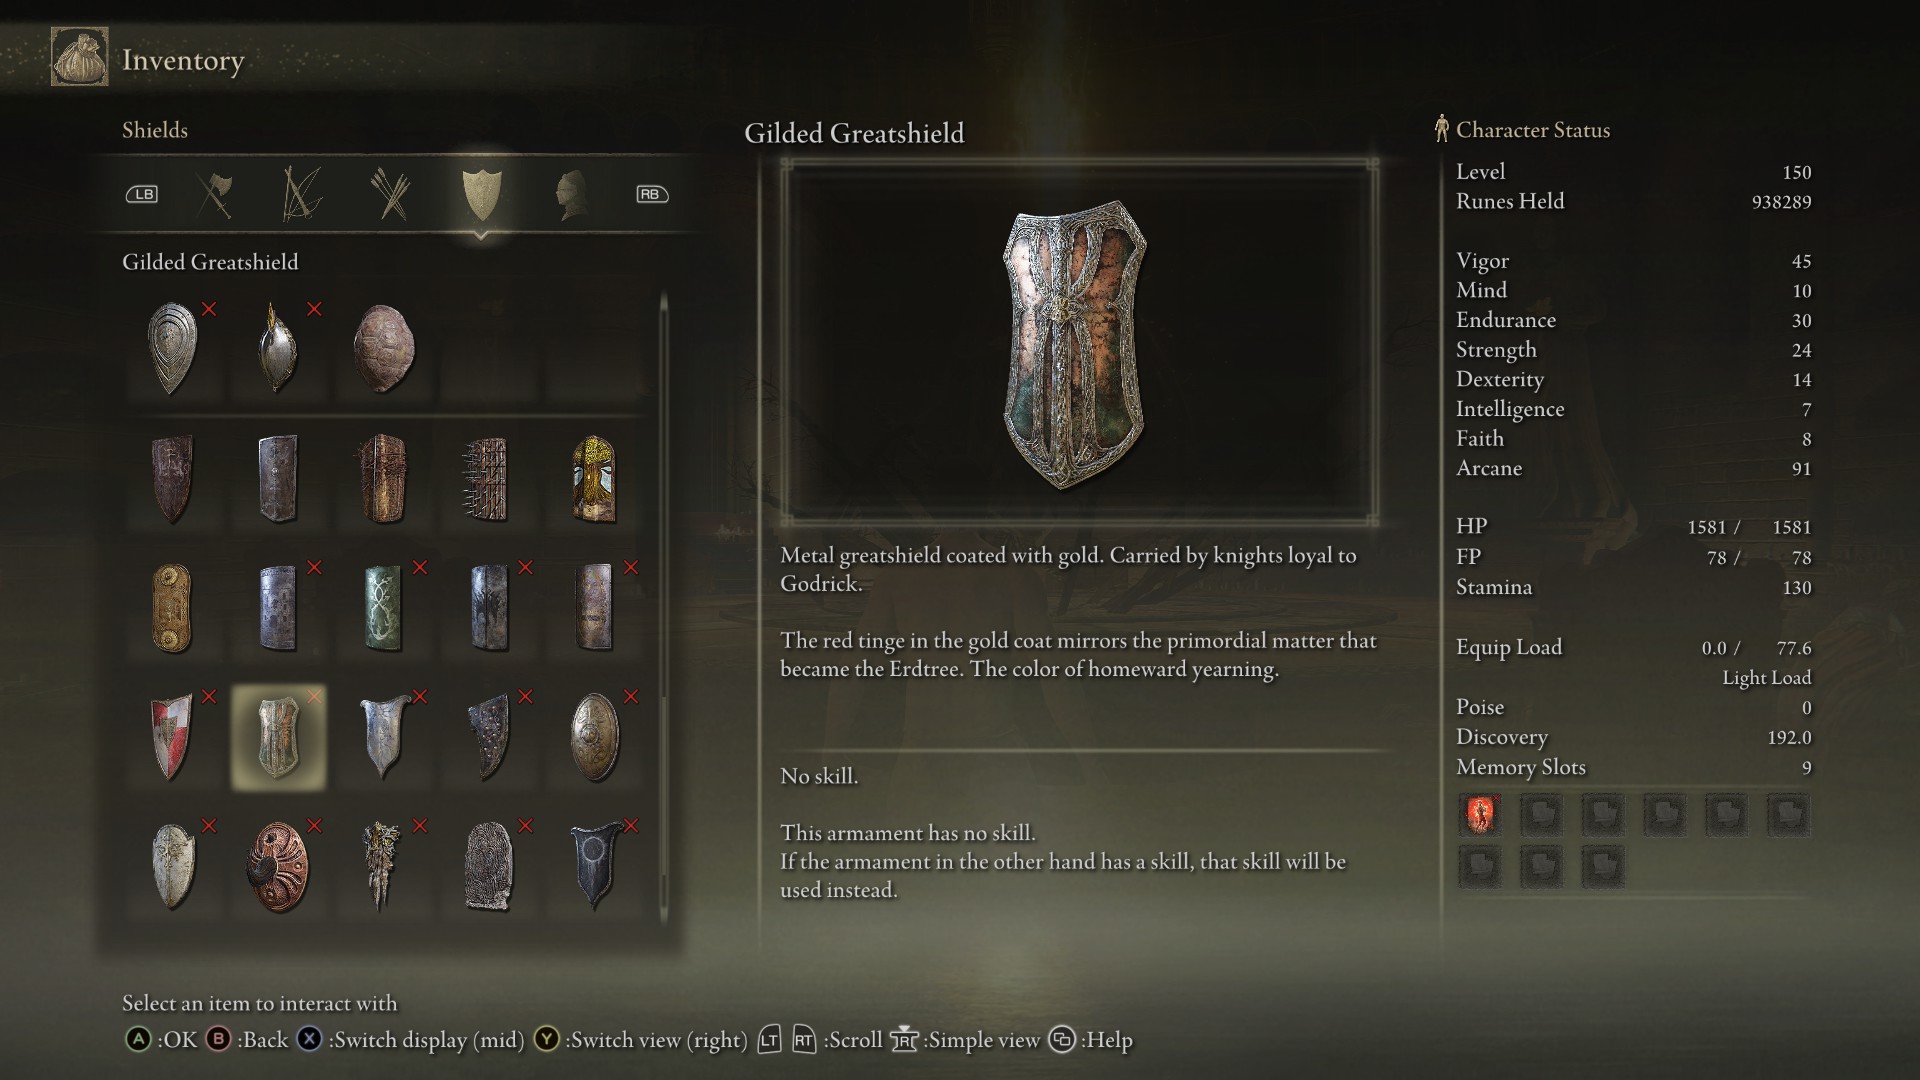 Inventory
Shields
LB
RB
Gilded Greatshield
Gilded Greatshield
Metal greatshield coated with gold. Carried by knights loyal to
Godrick.
The red tinge in the gold coat mirrors the primordial matter that
became the Erdtree. The color of homeward yearning.
No skill.
This armament has no skill.
If the armament in the other hand has a skill, that skill will be
used instead.
Character Status
Level 150
Runes Held 938289
Vigor 45
Mind 10
Endurance 30
Strength 24
Dexterity 14
Intelligence 7
Faith 8
Arcane 91
HP 1581 / 1581
FP 78 / 78
Stamina 130
Equip Load 0.0 / 77.6
Light Load
Poise 0
Discovery 192.0
Memory Slots 9
Select an item to interact with
A :OK B :Back X :Switch display (mid) Y :Switch view (right) LT RT :Scroll R :Simple view :Help